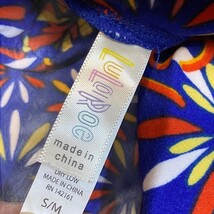 LuLaRoe
made in
china
DRY LOW
MADE IN CHINA
RN 142161
S/M